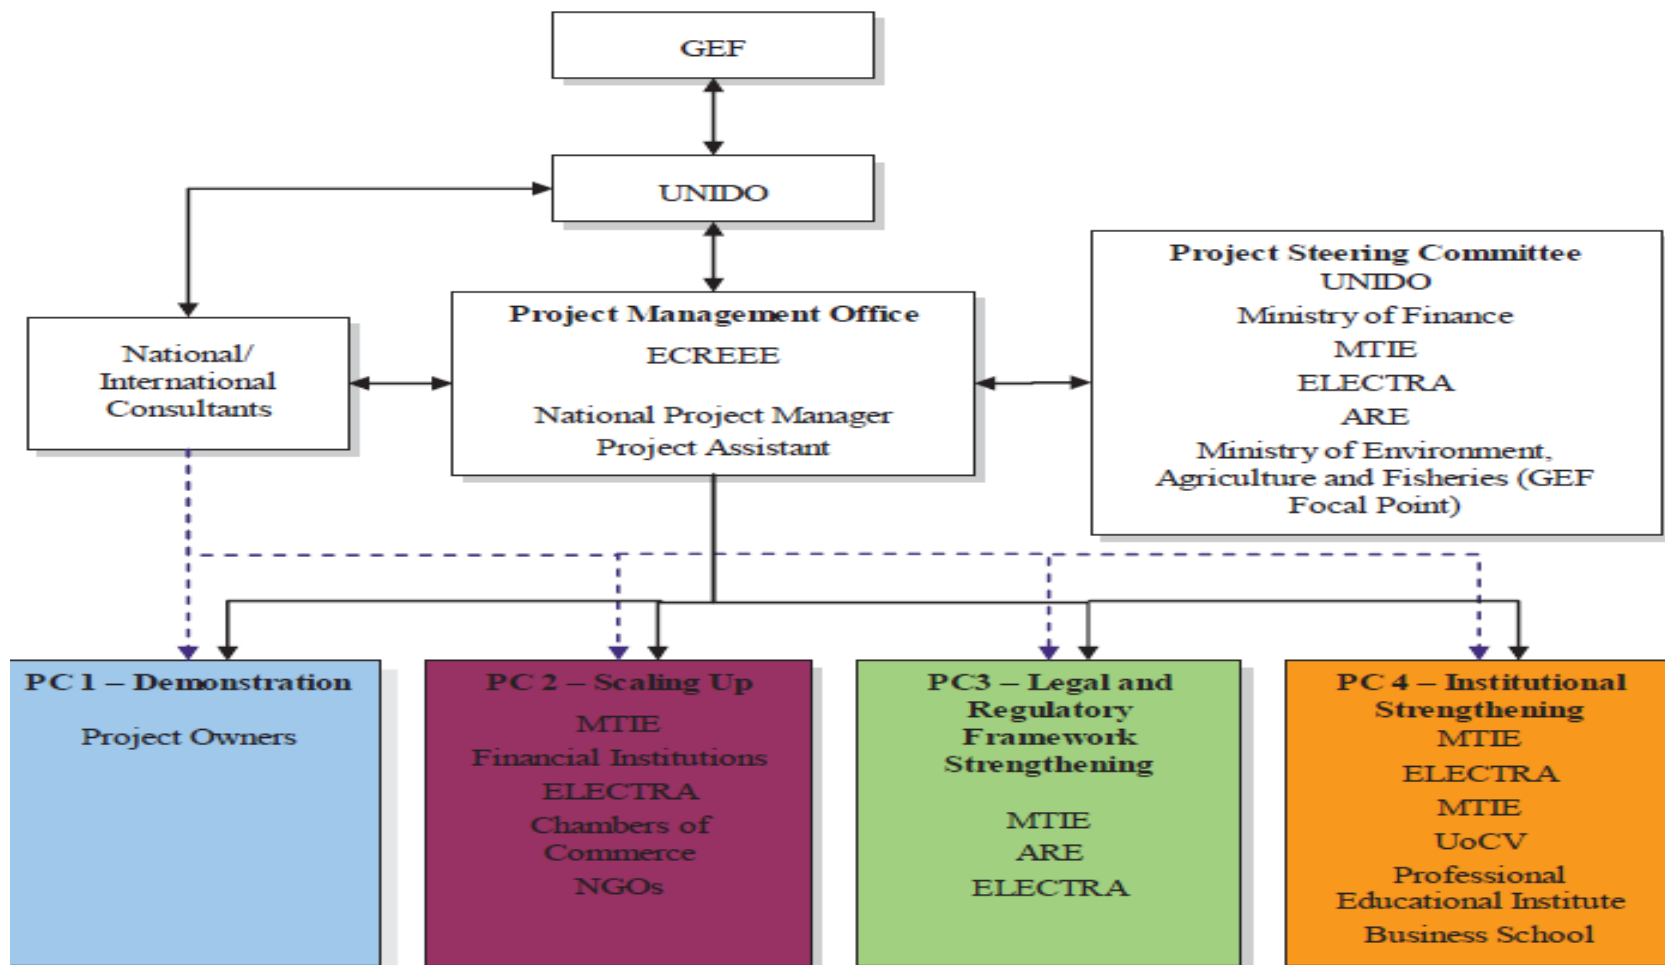 GEF
UNIDO
Project Steering Committee
UNIDO
Ministry of Finance
MTIE
ELECTRA
ARE
Ministry of Environment,
Agriculture and Fisheries (GEF
Focal Point)
Project Management Office
ECREEE
National Project Manager
Project Assistant
National/
International
Consultants
PC 1 – Demonstration
Project Owners
PC 2 – Scaling Up
MTIE
Financial Institutions
ELECTRA
Chambers of
Commerce
NGOs
PC3 – Legal and
Regulatory
Framework
Strengthening
MTIE
ARE
ELECTRA
PC 4 – Institutional
Strengthening
MTIE
ELECTRA
MTIE
UoCV
Professional
Educational Institute
Business School